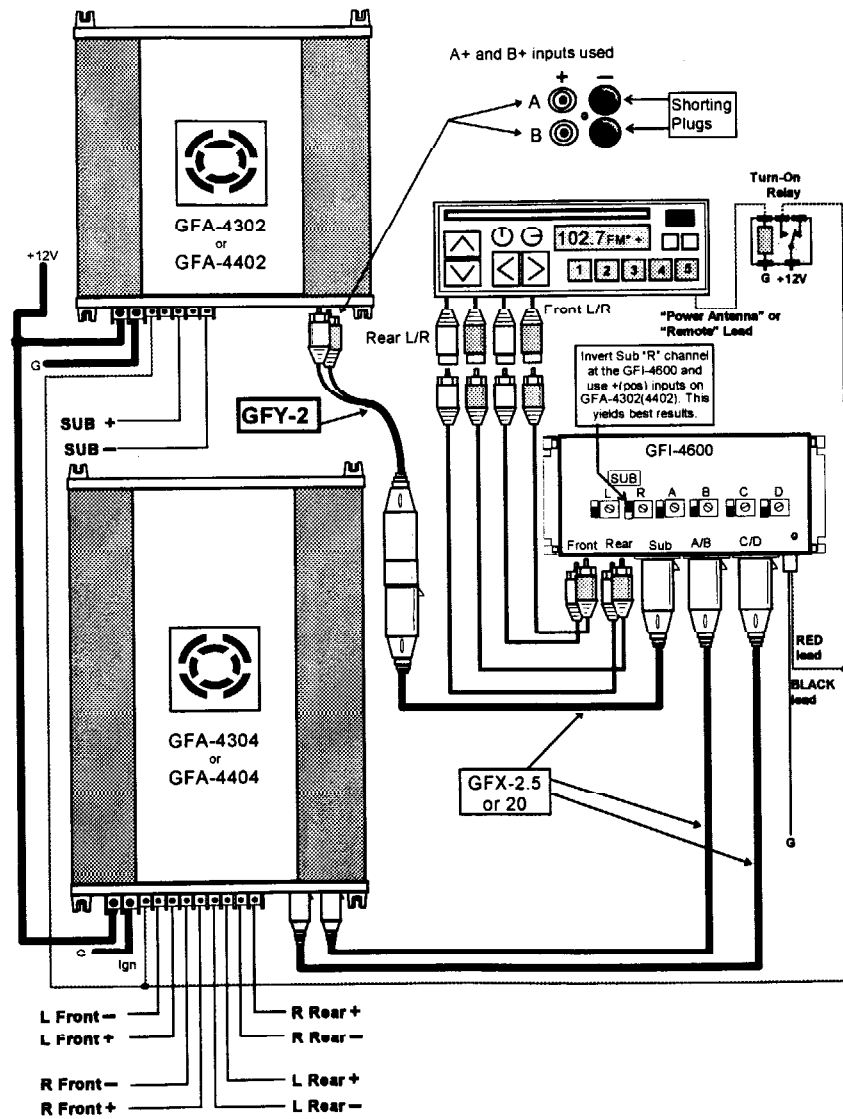 A+ and B+ inputs used
+ −
A
B
Shorting
Plugs
GFA-4302
or
GFA-4402
+12V
G
SUB +
SUB −
GFY-2
Turn-On
Relay
G +12V
102.7 FM* +
1 2 3 4 5
Rear L/R
Front L/R
"Power Antenna" or
"Remote" Lead
Invert Sub "R" channel
at the GFI-4600 and
use +(pos) inputs on
GFA-4302(4402). This
yields best results.
GFI-4600
SUB
L R A B C D
Front Rear Sub A/B C/D
RED
lead
BLACK
lead
G
GFA-4304
or
GFA-4404
GFX-2.5
or 20
Ign
L Front −
L Front +
R Front −
R Front +
R Rear +
R Rear −
L Rear +
L Rear −